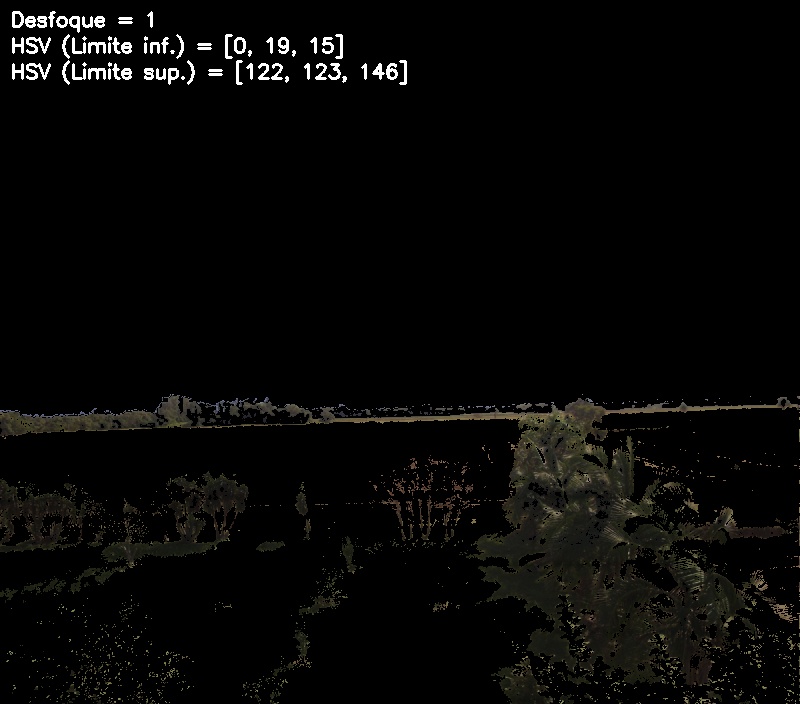 Desfoque = 1
HSV (Limite inf.) = [0, 19, 15]
HSV (Limite sup.) = [122, 123, 146]